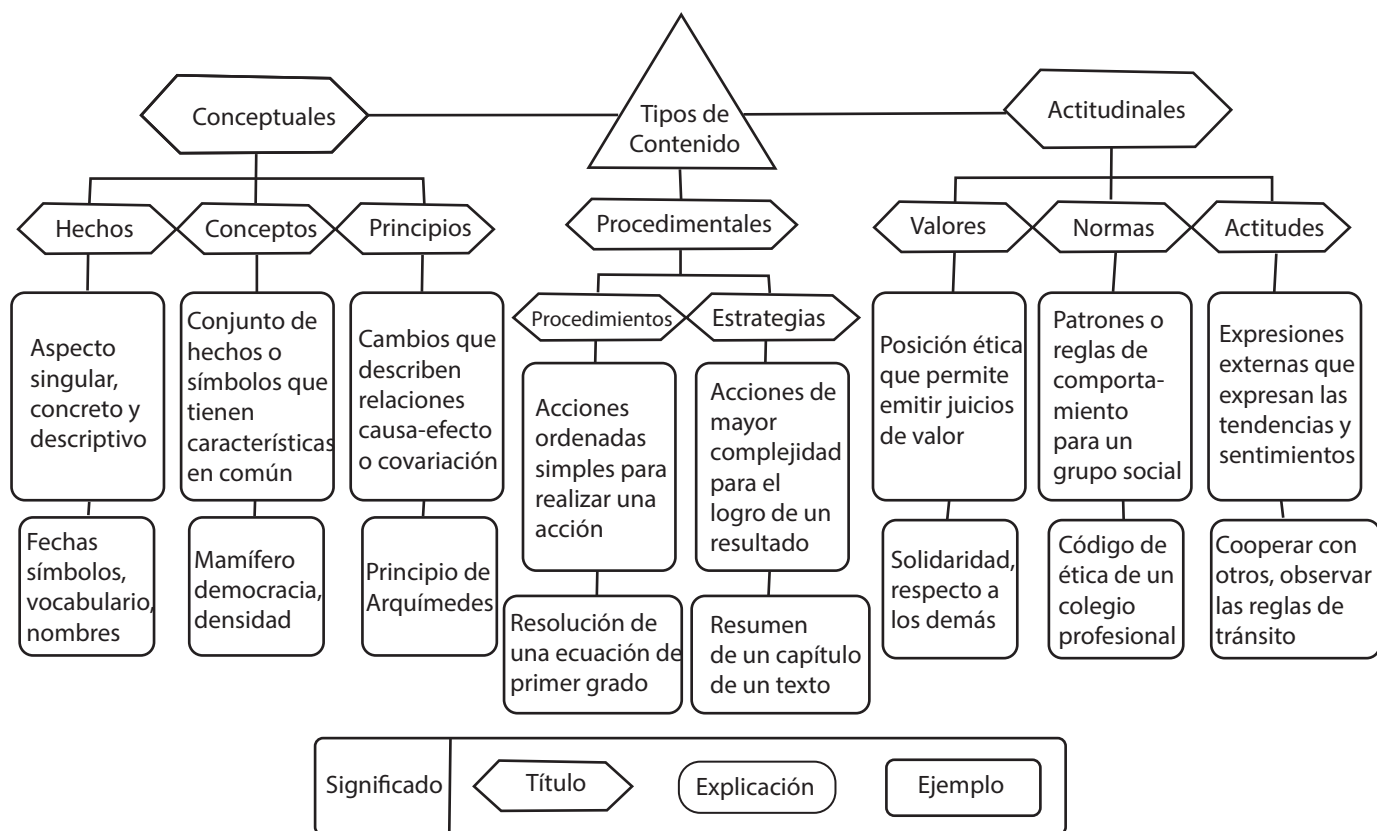 Tipos de
Contenido
Conceptuales
Actitudinales
Procedimentales
Hechos
Conceptos
Principios
Valores
Normas
Actitudes
Procedimientos
Estrategias
Aspecto
singular,
concreto y
descriptivo
Conjunto de
hechos o
símbolos que
tienen
características
en común
Cambios que
describen
relaciones
causa-efecto
o covariación
Acciones
ordenadas
simples para
realizar una
acción
Acciones de
mayor
complejidad
para el
logro de un
resultado
Posición ética
que permite
emitir juicios
de valor
Patrones o
reglas de
comporta-
miento
para un
grupo social
Expresiones
externas que
expresan las
tendencias y
sentimientos
Fechas
símbolos,
vocabulario,
nombres
Mamífero
democracia,
densidad
Principio de
Arquímedes
Resolución de
una ecuación de
primer grado
Resumen
de un capítulo
de un texto
Solidaridad,
respecto a
los demás
Código de
ética de un
colegio
profesional
Cooperar con
otros, observar
las reglas de
tránsito
Significado
Título
Explicación
Ejemplo